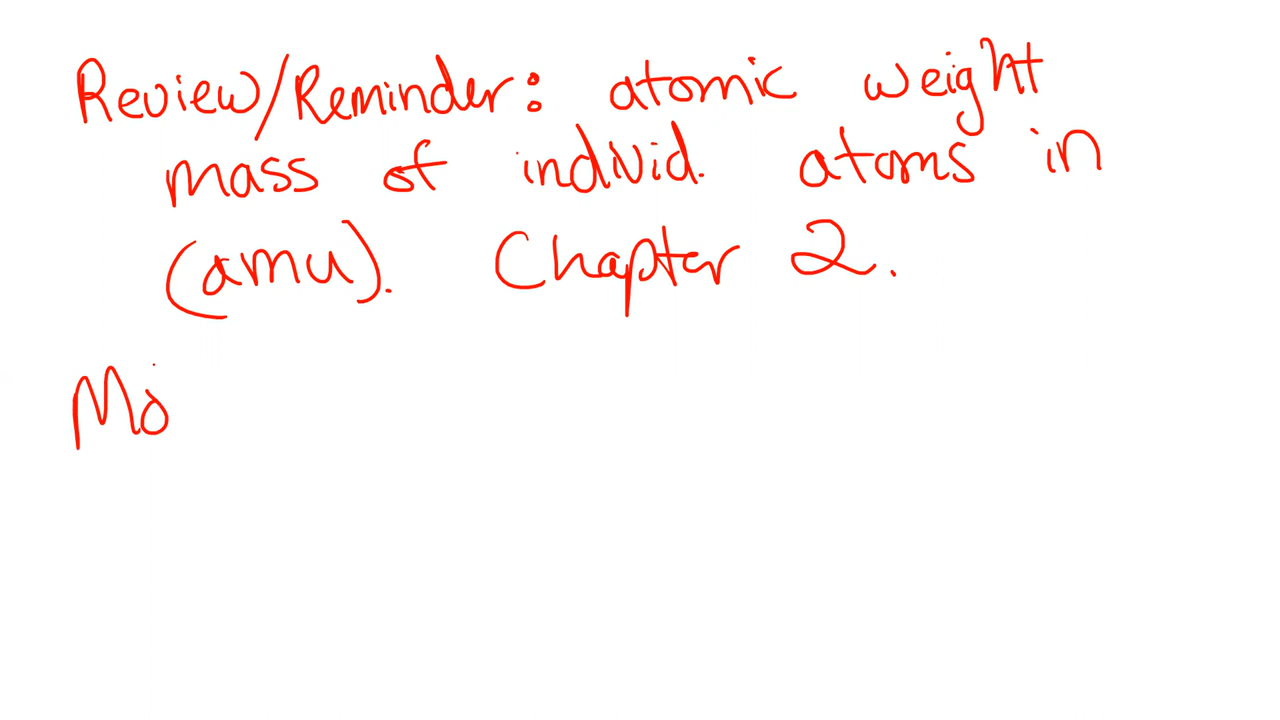 Review/Reminder: atomic weight
mass of individ. atoms in
(amu). Chapter 2.
Mo